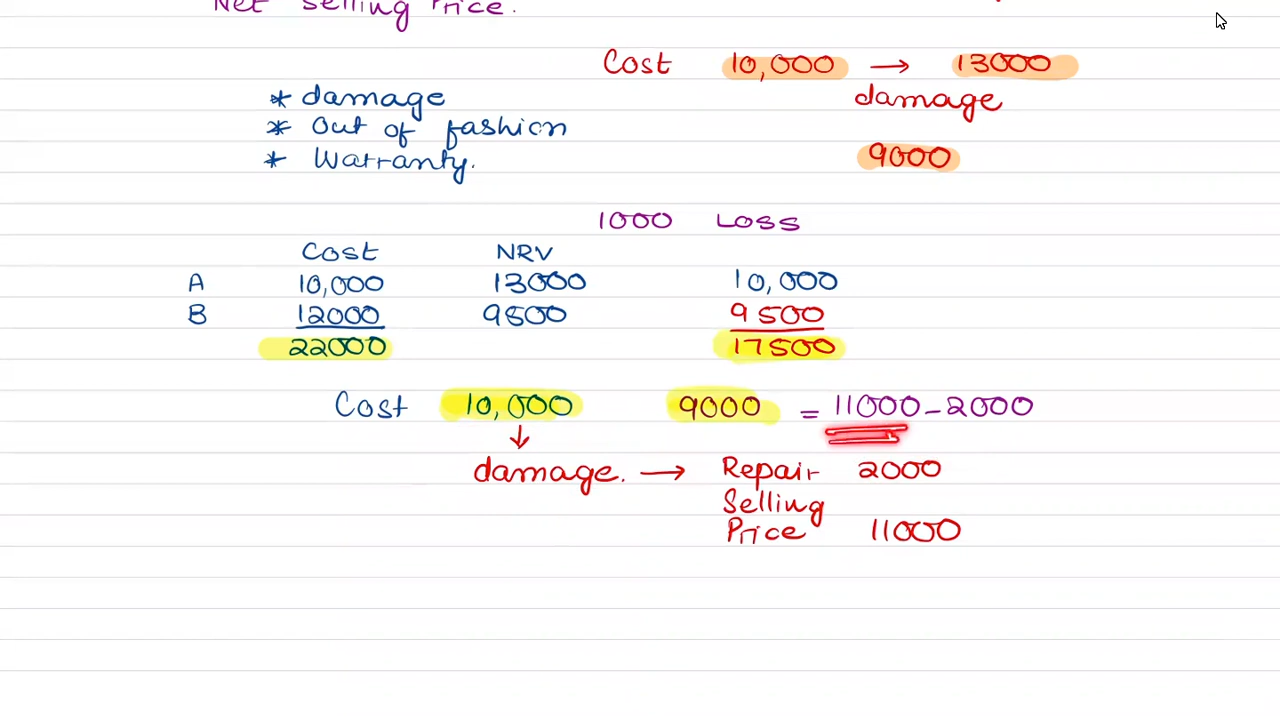 Net Selling Price.
Cost 10,000 → 13000
* damage damage
* Out of fashion
* Warranty. 9000
1000 Loss
Cost NRV
A 10,000 13000 10,000
B 12000 9500 9500
22000 17500
Cost 10,000 9000 = 11000 - 2000
↓
damage. → Repair 2000
Selling
Price 11000